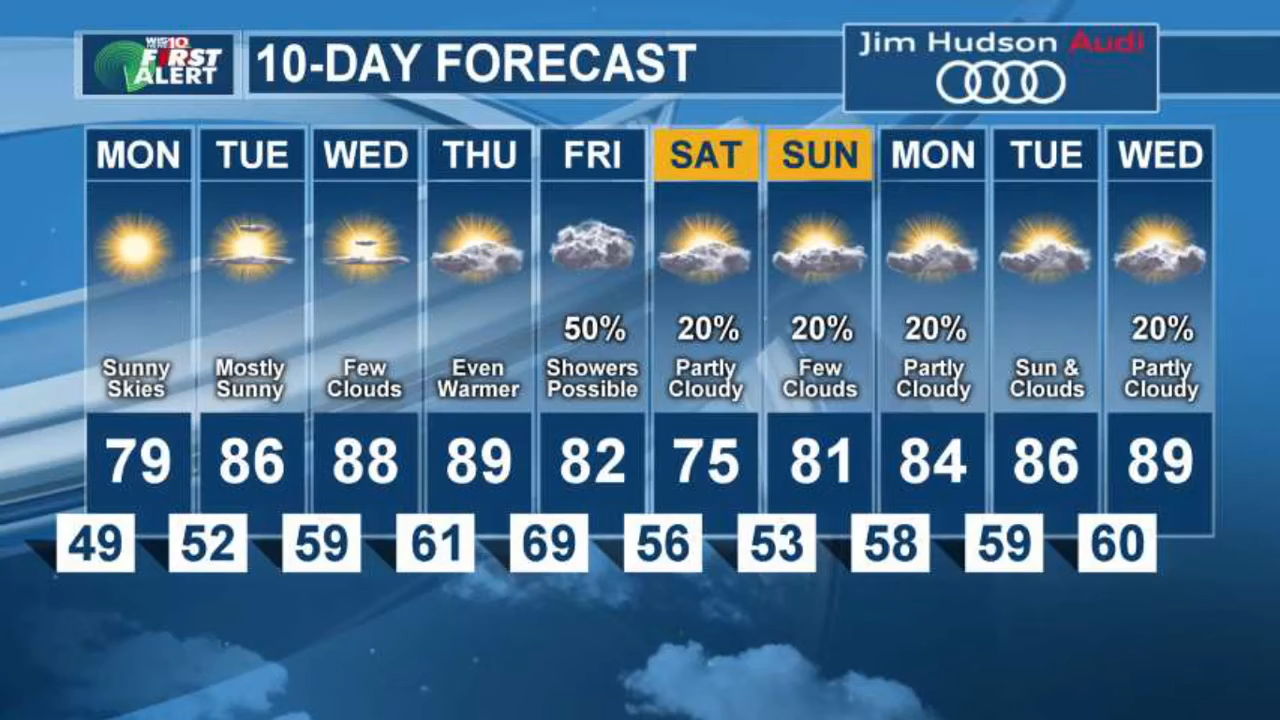 WIS10
FIRST
ALERT
10-DAY FORECAST
Jim Hudson Audi
MON TUE WED THU FRI SAT SUN MON TUE WED
50% 20% 20% 20% 20%
Sunny Mostly Few Even Showers Partly Few Partly Sun & Partly
Skies Sunny Clouds Warmer Possible Cloudy Clouds Cloudy Clouds Cloudy
79 86 88 89 82 75 81 84 86 89
49 52 59 61 69 56 53 58 59 60